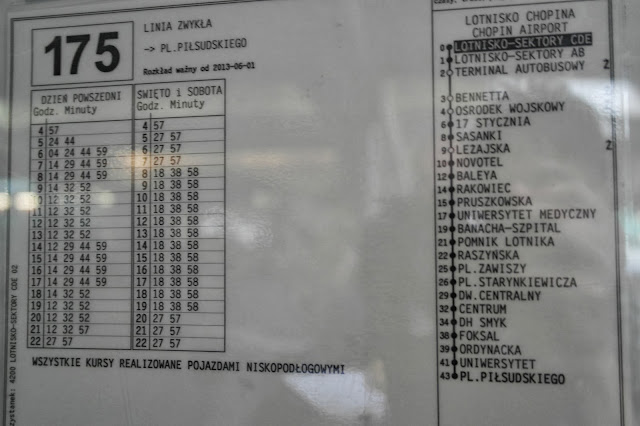 175
LINIA ZWYKŁA
-> PL.PIŁSUDSKIEGO
Rozkład ważny od 2013-06-01
DZIEŃ POWSZEDNI
Godz. Minuty
4 57
5 24 44
6 04 24 44 59
7 14 29 44 59
8 14 29 44 59
9 14 32 52
10 12 32 52
11 12 32 52
12 12 32 52
13 12 32 52
14 12 29 44 59
15 14 29 44 59
16 14 29 44 59
17 14 29 44 59
18 14 32 52
19 12 32 52
20 12 32 52
21 12 32 57
22 27 57
ŚWIĘTO i SOBOTA
Godz. Minuty
4 57
5 27 57
6 27 57
7 27 57
8 18 38 58
9 18 38 58
10 18 38 58
11 18 38 58
12 18 38 58
13 18 38 58
14 18 38 58
15 18 38 58
16 18 38 58
17 18 38 58
18 18 38 58
19 18 38 58
20 27 57
21 27 57
22 27 57
WSZYSTKIE KURSY REALIZOWANE POJAZDAMI NISKOPODŁOGOWYMI
4200 LOTNISKO-SEKTORY CDE 02
LOTNISKO CHOPINA
CHOPIN AIRPORT
0 LOTNISKO-SEKTORY CDE
1 LOTNISKO-SEKTORY AB
2 TERMINAL AUTOBUSOWY Ż
3 BENNETTA
4 OŚRODEK WOJSKOWY
6 17 STYCZNIA
8 SASANKI
9 LEŻAJSKA Ż
10 NOVOTEL
12 BALEYA
14 RAKOWIEC
15 PRUSZKOWSKA
17 UNIWERSYTET MEDYCZNY
19 BANACHA-SZPITAL
21 POMNIK LOTNIKA
22 RASZYŃSKA
25 PL.ZAWISZY
26 PL.STARYNKIEWICZA
29 DW.CENTRALNY
32 CENTRUM
34 DH SMYK
38 FOKSAL
39 ORDYNACKA
41 UNIWERSYTET
43 PL.PIŁSUDSKIEGO